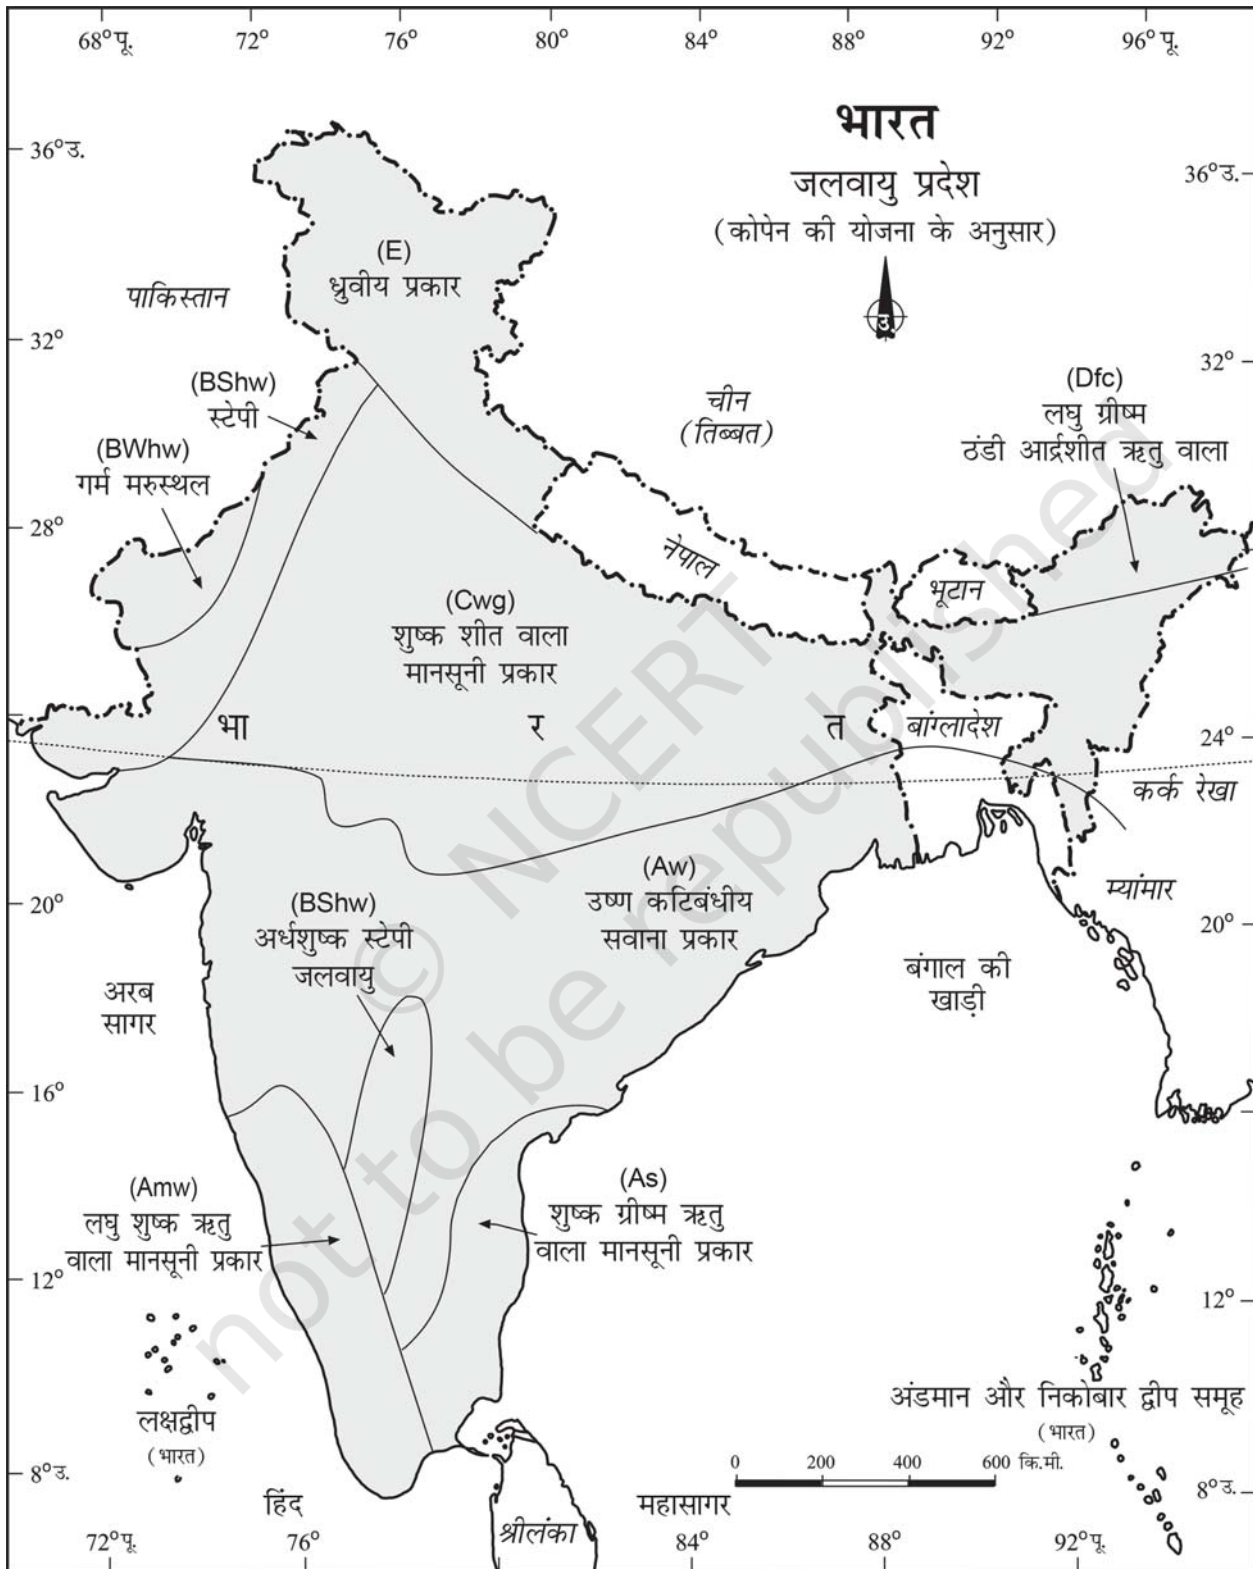 68°पू. 72° 76° 80° 84° 88° 92° 96°पू.
भारत
जलवायु प्रदेश
(कोपेन की योजना के अनुसार)
उ.
36°उ.
36°उ.
(E)
ध्रुवीय प्रकार
पाकिस्तान
32°
32°
(BShw)
स्टेपी
(BWhw)
गर्म मरुस्थल
चीन
(तिब्बत)
(Dfc)
लघु ग्रीष्म
ठंडी आर्द्रशीत ऋतु वाला
28°
नेपाल
भूटान
(Cwg)
शुष्क शीत वाला
मानसूनी प्रकार
भा र त
बांग्लादेश
24°
कर्क रेखा
म्यांमार
20°
20°
(Aw)
उष्ण कटिबंधीय
सवाना प्रकार
(BShw)
अर्धशुष्क स्टेपी
जलवायु
अरब
सागर
बंगाल की
खाड़ी
16°
(Amw)
लघु शुष्क ऋतु
वाला मानसूनी प्रकार
(As)
शुष्क ग्रीष्म ऋतु
वाला मानसूनी प्रकार
12°
12°
लक्षद्वीप
(भारत)
अंडमान और निकोबार द्वीप समूह
(भारत)
0 200 400 600 कि.मी.
8°उ.
8°उ.
हिंद
महासागर
श्रीलंका
72°पू. 76° 84° 88° 92°पू.
© NCERT
not to be republished